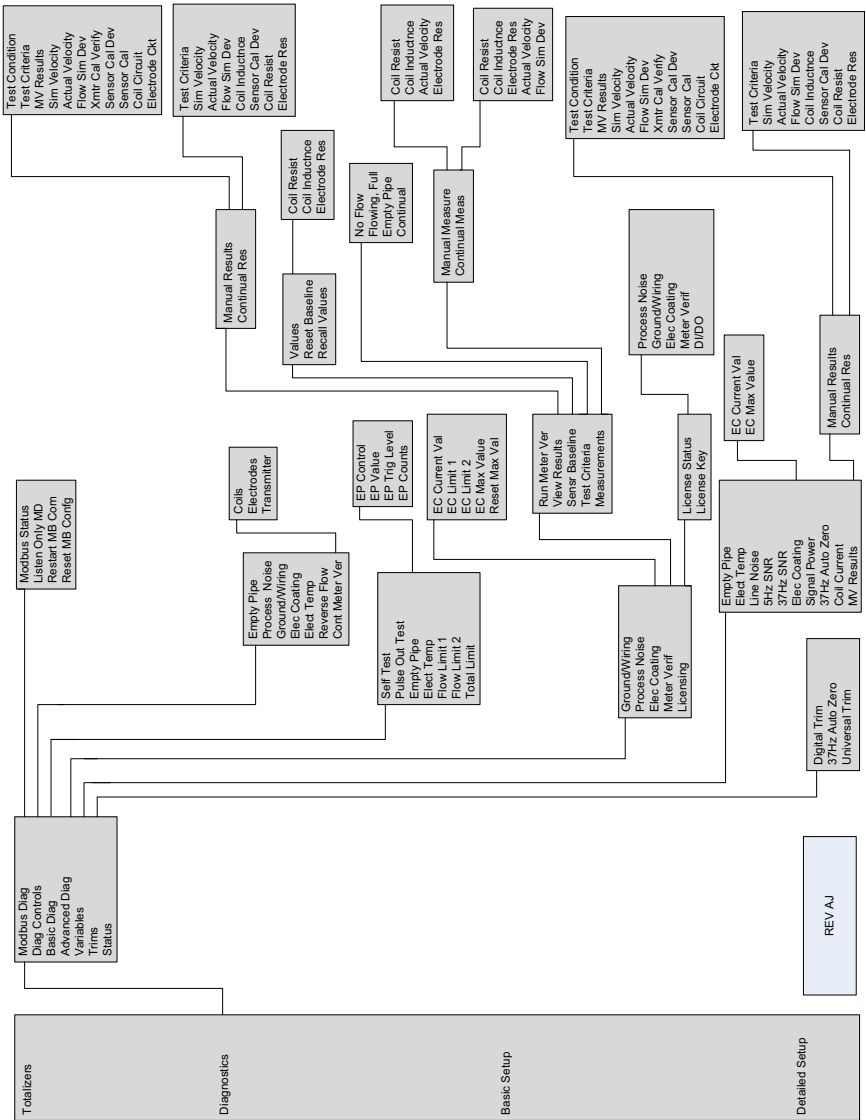 Totalizers
Diagnostics
Basic Setup
Detailed Setup
Modbus Diag
Diag Controls
Basic Diag
Advanced Diag
Variables
Trims
Status
REV AJ
Modbus Status
Listen Only MD
Restart MB Com
Reset MB Confg
Empty Pipe
Process Noise
Ground/Wiring
Elec Coating
Elect Temp
Reverse Flow
Cont Meter Ver
Coils
Electrodes
Transmitter
Self Test
Pulse Out Test
Empty Pipe
Elect Temp
Flow Limit 1
Flow Limit 2
Total Limit
EP Control
EP Value
EP Trig Level
EP Counts
Ground/Wiring
Process Noise
Elec Coating
Meter Verif
Licensing
EC Current Val
EC Limit 1
EC Limit 2
EC Max Value
Reset Max Val
Run Meter Ver
View Results
Sensr Baseline
Test Criteria
Measurements
License Status
License Key
Process Noise
Ground/Wiring
Elec Coating
Meter Verif
DI/DO
Manual Results
Continual Res
Test Condition
Test Criteria
MV Results
Sim Velocity
Actual Velocity
Flow Sim Dev
Xmtr Cal Verify
Sensor Cal Dev
Sensor Cal
Coil Circuit
Electrode Ckt
Test Criteria
Sim Velocity
Actual Velocity
Flow Sim Dev
Coil Inductnce
Sensor Cal Dev
Coil Resist
Electrode Res
Values
Reset Baseline
Recall Values
Coil Resist
Coil Inductnce
Electrode Res
No Flow
Flowing, Full
Empty Pipe
Continual
Manual Measure
Continual Meas
Coil Resist
Coil Inductnce
Actual Velocity
Electrode Res
Coil Resist
Coil Inductnce
Electrode Res
Actual Velocity
Flow Sim Dev
Empty Pipe
Elect Temp
Line Noise
5Hz SNR
37Hz SNR
Elec Coating
Signal Power
37Hz Auto Zero
Coil Current
MV Results
EC Current Val
EC Max Value
Manual Results
Continual Res
Test Condition
Test Criteria
MV Results
Sim Velocity
Actual Velocity
Flow Sim Dev
Xmtr Cal Verify
Sensor Cal Dev
Sensor Cal
Coil Circuit
Electrode Ckt
Test Criteria
Sim Velocity
Actual Velocity
Flow Sim Dev
Coil Inductnce
Sensor Cal Dev
Coil Resist
Electrode Res
Digital Trim
37Hz Auto Zero
Universal Trim